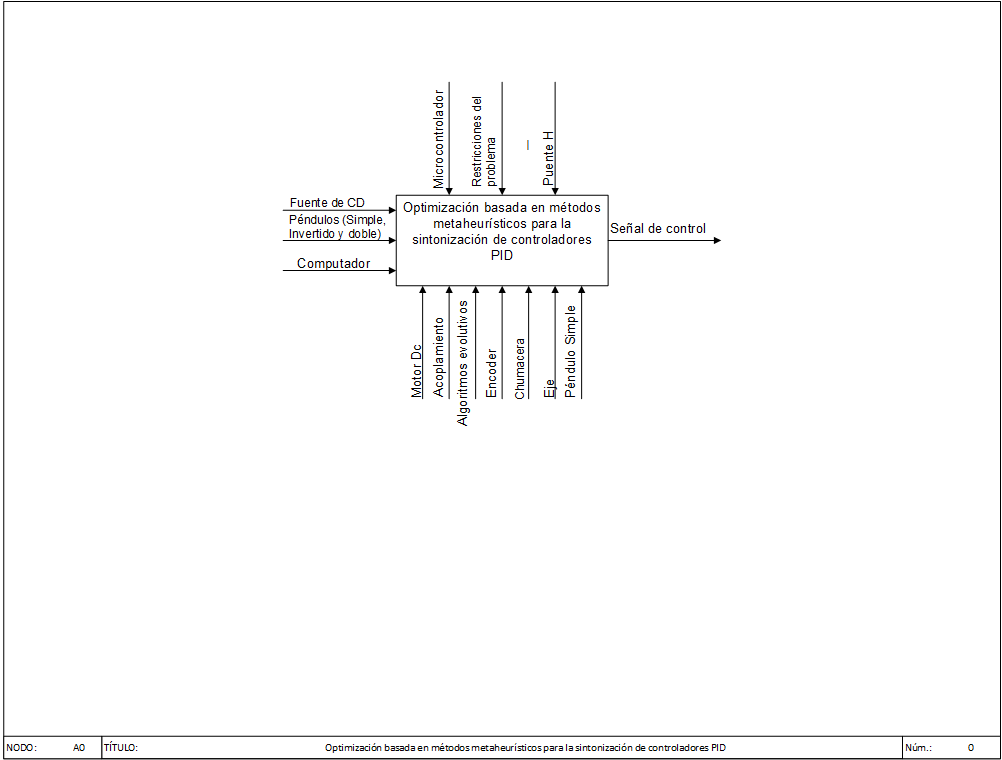 Microcontrolador
Restricciones del
problema
Puente H
Fuente de CD
Péndulos (Simple,
Invertido y doble)
Computador
Optimización basada en métodos
metaheurísticos para la
sintonización de controladores
PID
Señal de control
Motor Dc
Acoplamiento
Algoritmos evolutivos
Encoder
Chumacera
Eje
Péndulo Simple
NODO: A0 TÍTULO: Optimización basada en métodos metaheurísticos para la sintonización de controladores PID Núm.: 0